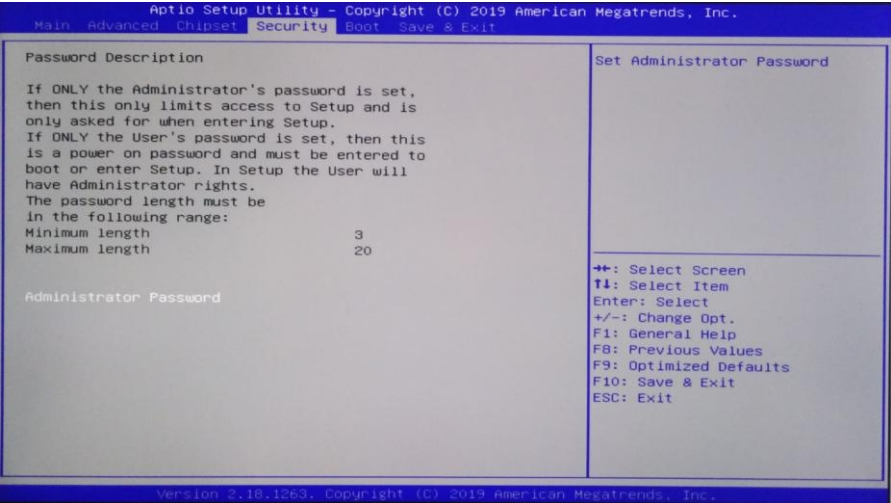 Aptio Setup Utility – Copyright (C) 2019 American Megatrends, Inc.
Main Advanced Chipset Security Boot Save & Exit
Password Description
If ONLY the Administrator's password is set,
then this only limits access to Setup and is
only asked for when entering Setup.
If ONLY the User's password is set, then this
is a power on password and must be entered to
boot or enter Setup. In Setup the User will
have Administrator rights.
The password length must be
in the following range:
Minimum length 3
Maximum length 20
Administrator Password
Set Administrator Password
→←: Select Screen
↑↓: Select Item
Enter: Select
+/-: Change Opt.
F1: General Help
F8: Previous Values
F9: Optimized Defaults
F10: Save & Exit
ESC: Exit
Version 2.18.1263. Copyright (C) 2019 American Megatrends, Inc.